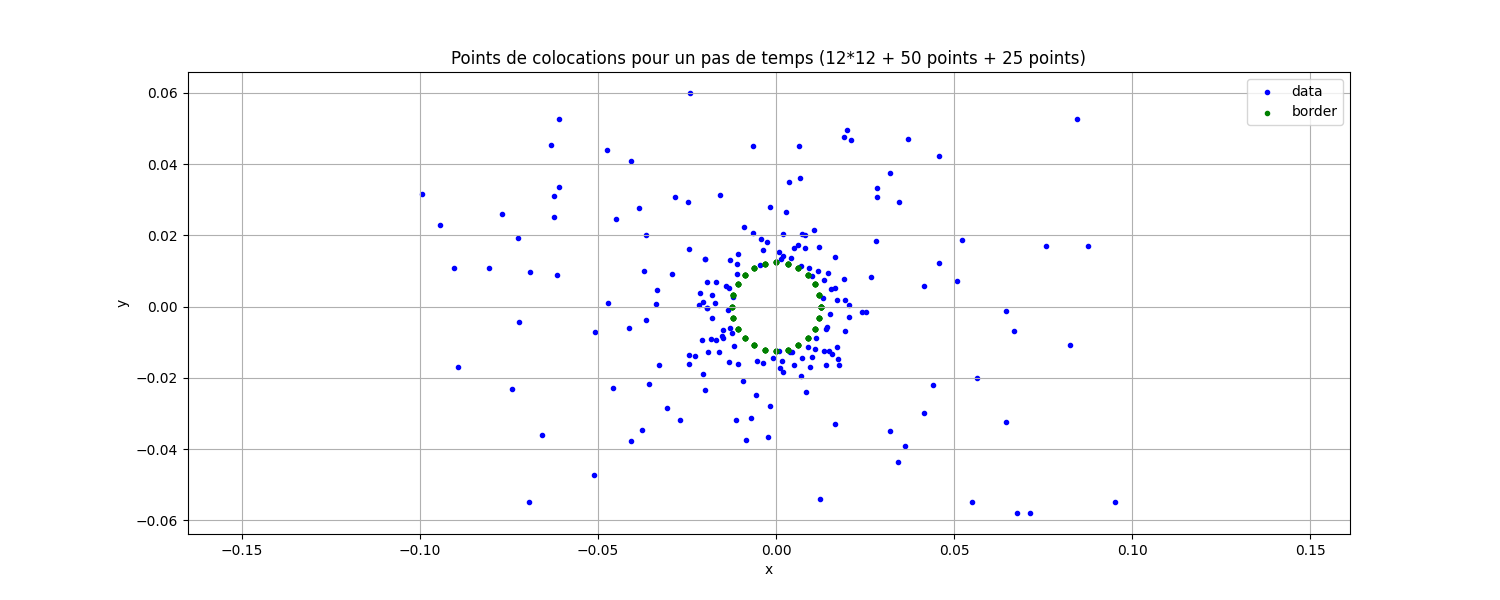 Points de colocations pour un pas de temps (12*12 + 50 points + 25 points)
data
border
0.06
0.04
0.02
0.00
−0.02
−0.04
−0.06
y
−0.15
−0.10
−0.05
0.00
0.05
0.10
0.15
x